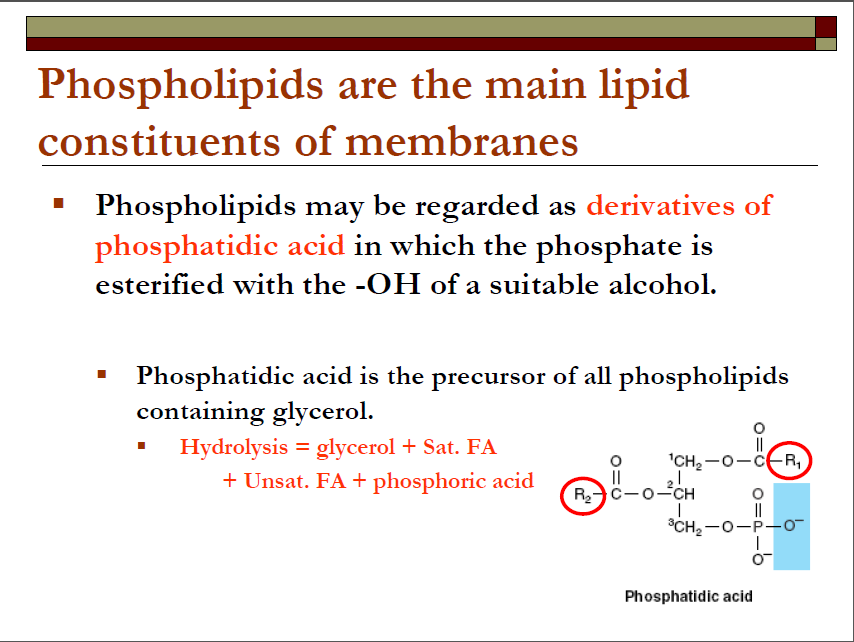 Phospholipids are the main lipid
constituents of membranes
Phospholipids may be regarded as derivatives of
phosphatidic acid in which the phosphate is
esterified with the -OH of a suitable alcohol.
Phosphatidic acid is the precursor of all phospholipids
containing glycerol.
Hydrolysis = glycerol + Sat. FA
+ Unsat. FA + phosphoric acid
O
O ¹CH₂—O—C—R₁
R₂—C—O—²CH O
³CH₂—O—P—O⁻
O⁻
Phosphatidic acid